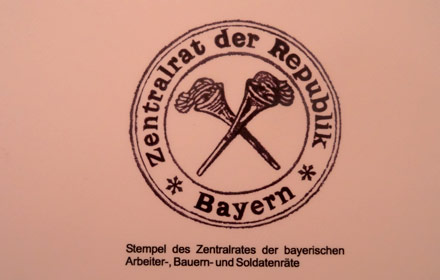 Zentralrat der Republik
* Bayern *
Stempel des Zentralrates der bayerischen
Arbeiter-, Bauern- und Soldatenräte